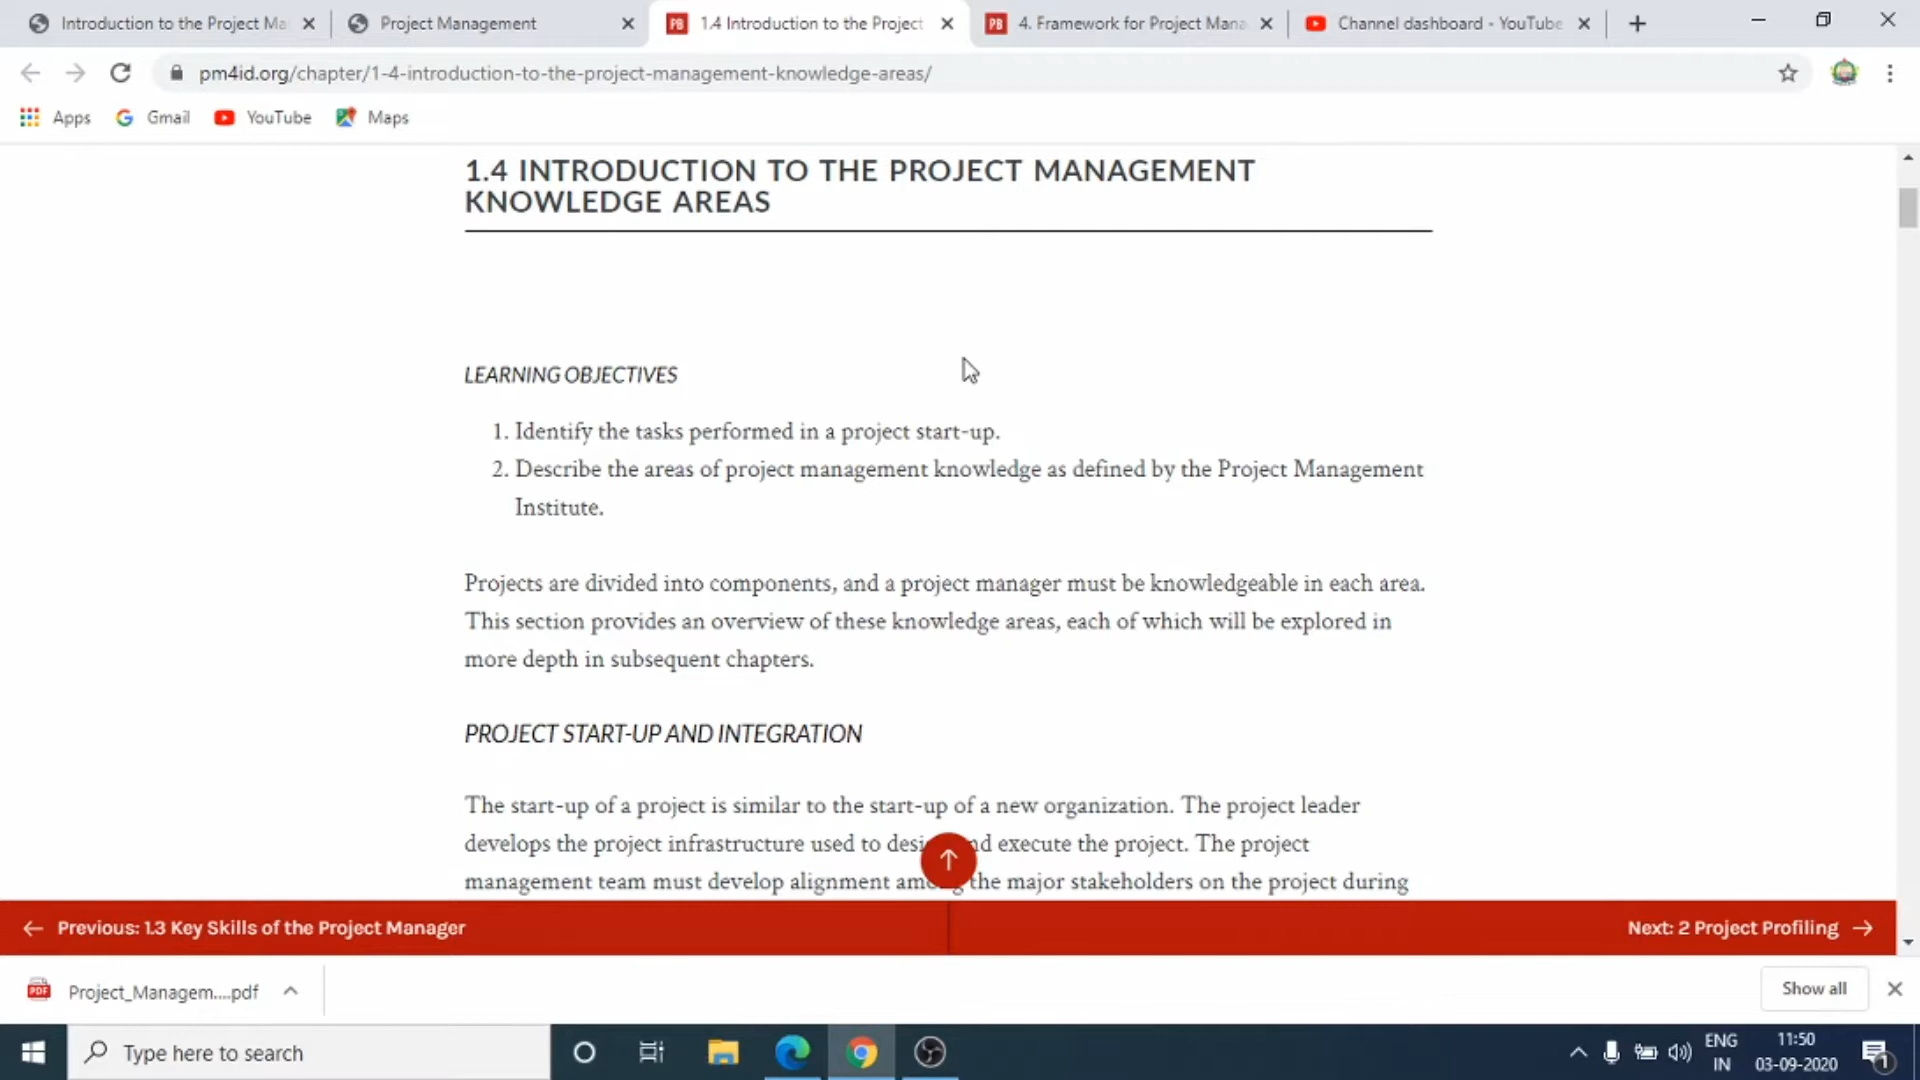 Introduction to the Project Ma
Project Management
1.4 Introduction to the Project
4. Framework for Project Mana
Channel dashboard - YouTube
pm4id.org/chapter/1-4-introduction-to-the-project-management-knowledge-areas/
Apps
Gmail
YouTube
Maps
1.4 INTRODUCTION TO THE PROJECT MANAGEMENT
KNOWLEDGE AREAS
LEARNING OBJECTIVES
1. Identify the tasks performed in a project start-up.
2. Describe the areas of project management knowledge as defined by the Project Management
Institute.
Projects are divided into components, and a project manager must be knowledgeable in each area.
This section provides an overview of these knowledge areas, each of which will be explored in
more depth in subsequent chapters.
PROJECT START-UP AND INTEGRATION
The start-up of a project is similar to the start-up of a new organization. The project leader
develops the project infrastructure used to desi nd execute the project. The project
management team must develop alignment among the major stakeholders on the project during
Previous: 1.3 Key Skills of the Project Manager
Next: 2 Project Profiling
Project_Managem....pdf
Show all
Type here to search
ENG
IN
11:50
03-09-2020
1